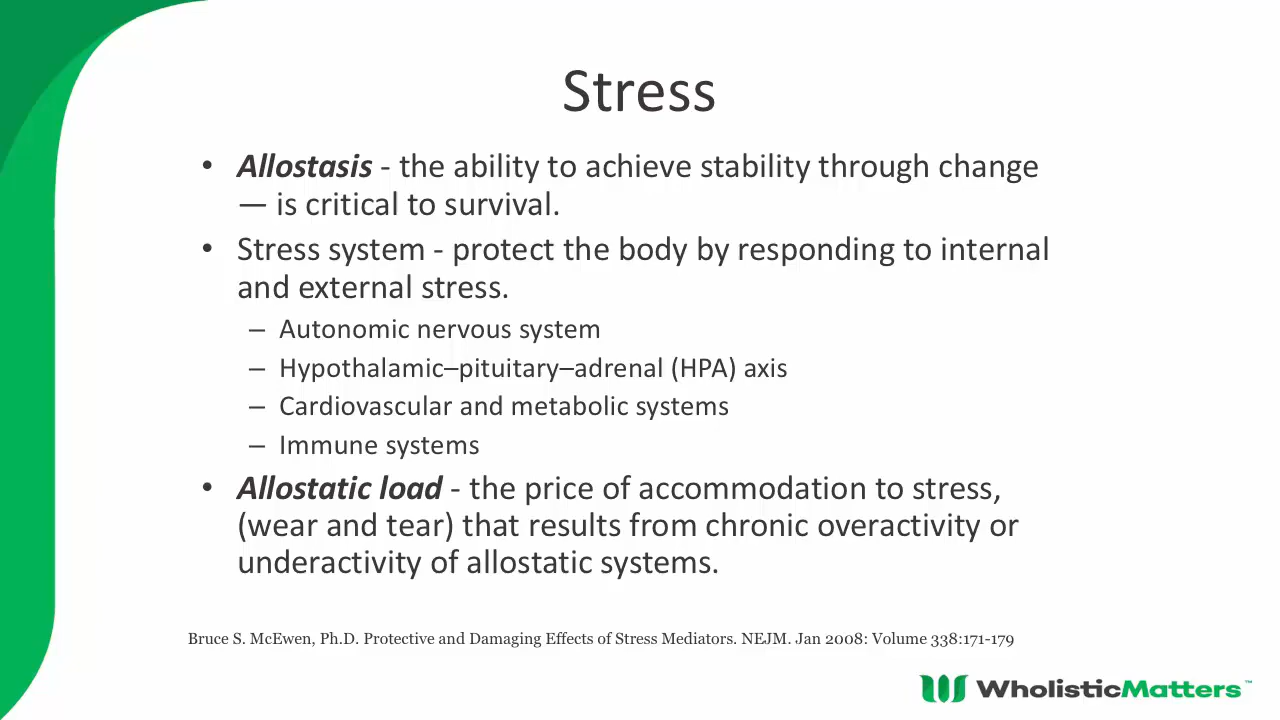 Stress
• Allostasis - the ability to achieve stability through change
— is critical to survival.
• Stress system - protect the body by responding to internal
and external stress.
– Autonomic nervous system
– Hypothalamic–pituitary–adrenal (HPA) axis
– Cardiovascular and metabolic systems
– Immune systems
• Allostatic load - the price of accommodation to stress,
(wear and tear) that results from chronic overactivity or
underactivity of allostatic systems.
Bruce S. McEwen, Ph.D. Protective and Damaging Effects of Stress Mediators. NEJM. Jan 2008: Volume 338:171-179
WholisticMatters™